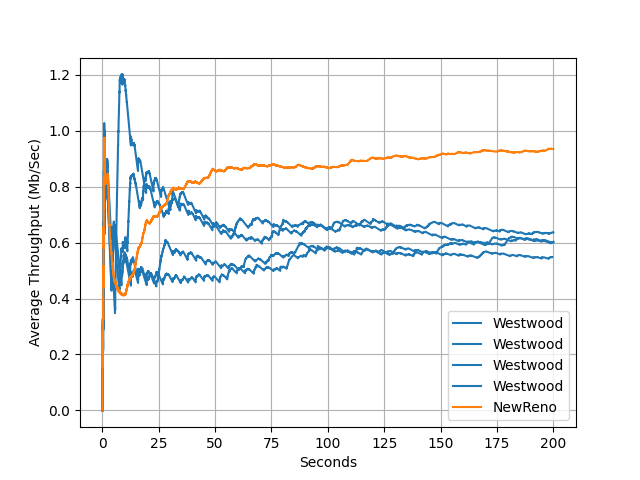 1.2
1.0
0.8
0.6
0.4
0.2
0.0
Average Throughput (Mb/Sec)
Westwood
Westwood
Westwood
Westwood
NewReno
0 25 50 75 100 125 150 175 200
Seconds